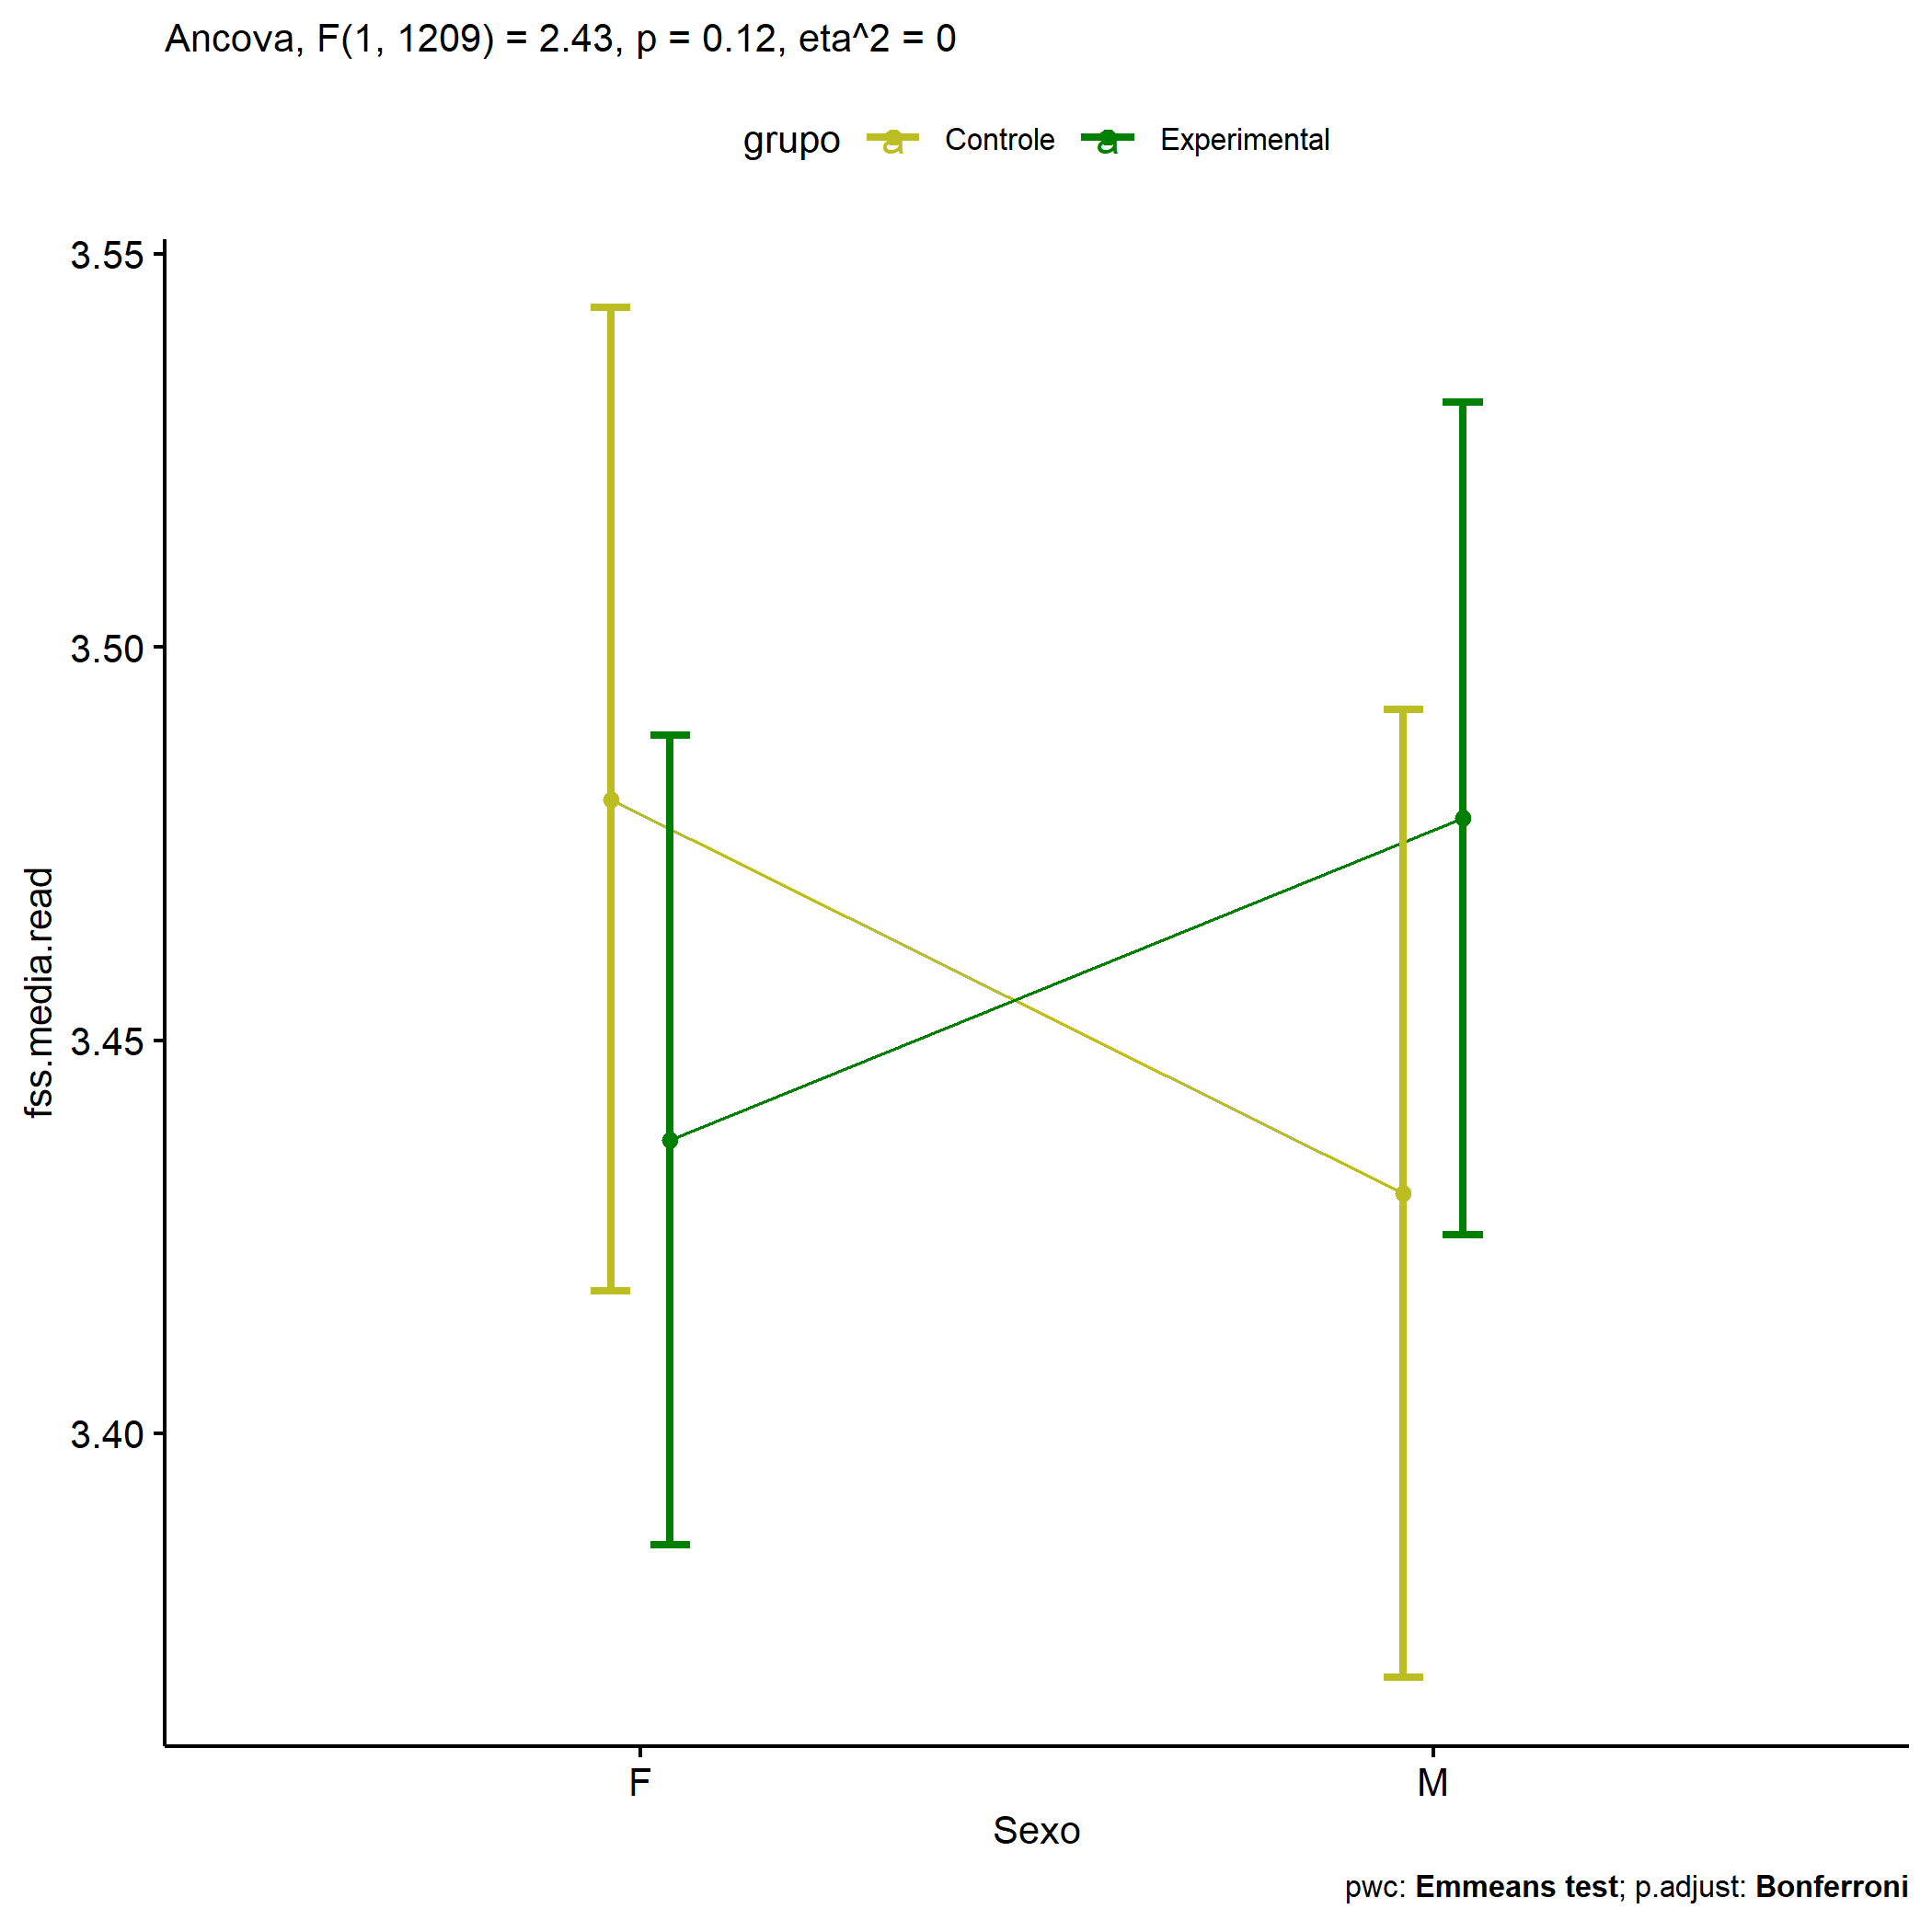 Ancova, F(1, 1209) = 2.43, p = 0.12, eta^2 = 0
grupo a Controle a Experimental
3.55
3.50
3.45
3.40
fss.media.read
F M
Sexo
pwc: Emmeans test; p.adjust: Bonferroni